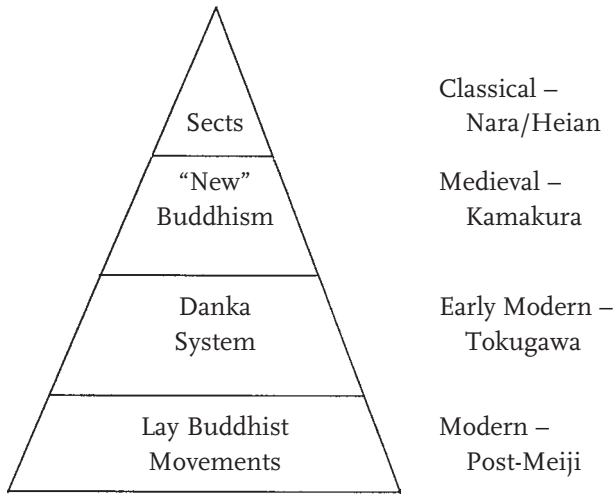 Sects
Classical –
Nara/Heian
“New”
Buddhism
Medieval –
Kamakura
Danka
System
Early Modern –
Tokugawa
Lay Buddhist
Movements
Modern –
Post-Meiji